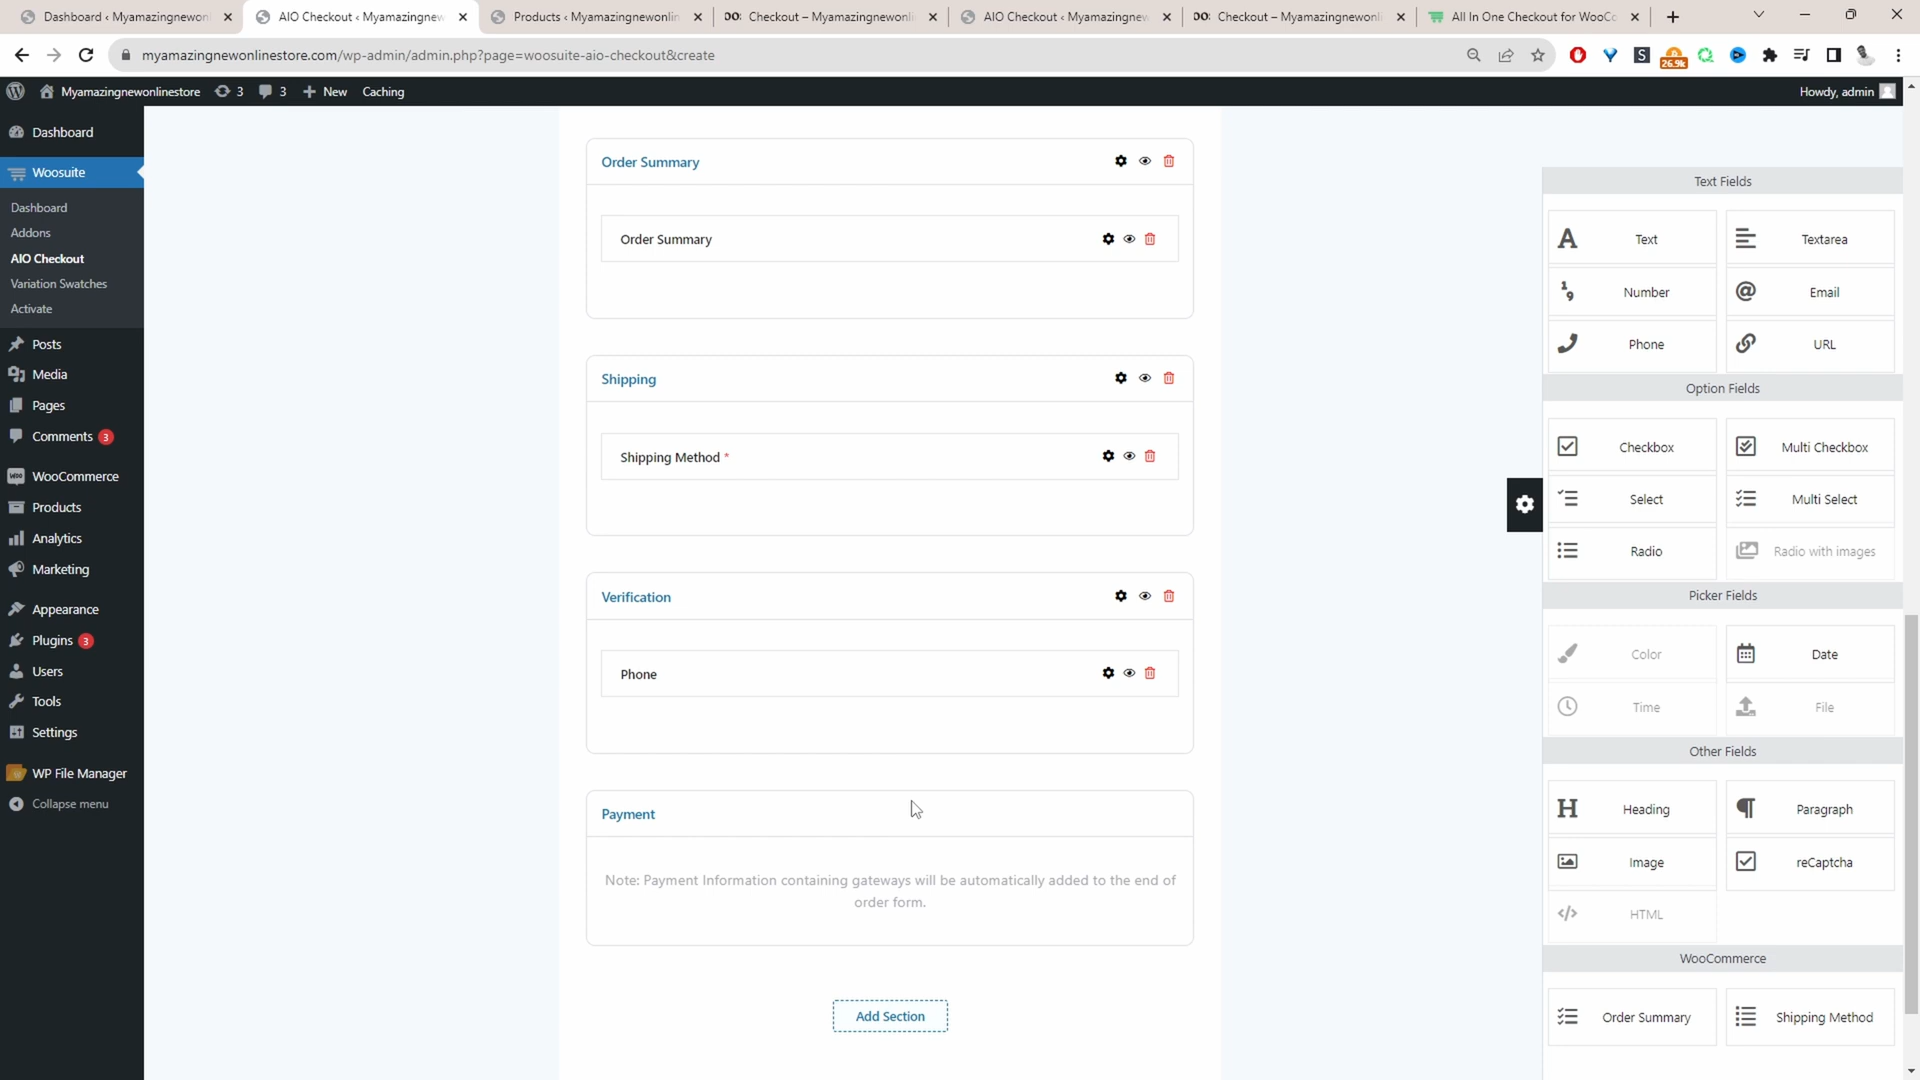 Dashboard ‹ Myamazingnewonl
AIO Checkout ‹ Myamazingnew
Products ‹ Myamazingnewonlin
Checkout – Myamazingnewonli
AIO Checkout ‹ Myamazingnew
Checkout – Myamazingnewonli
All In One Checkout for WooCo
myamazingnewonlinestore.com/wp-admin/admin.php?page=woosuite-aio-checkout&create
26.9k
Myamazingnewonlinestore
3
3
New
Caching
Howdy, admin
Dashboard
Woosuite
Dashboard
Addons
AIO Checkout
Variation Swatches
Activate
Posts
Media
Pages
Comments 3
WooCommerce
Products
Analytics
Marketing
Appearance
Plugins 3
Users
Tools
Settings
WP File Manager
Collapse menu
Order Summary
Order Summary
Shipping
Shipping Method *
Verification
Phone
Payment
Note: Payment Information containing gateways will be automatically added to the end of
order form.
Add Section
Text Fields
Text
Textarea
Number
Email
Phone
URL
Option Fields
Checkbox
Multi Checkbox
Select
Multi Select
Radio
Radio with images
Picker Fields
Color
Date
Time
File
Other Fields
Heading
Paragraph
Image
reCaptcha
HTML
WooCommerce
Order Summary
Shipping Method